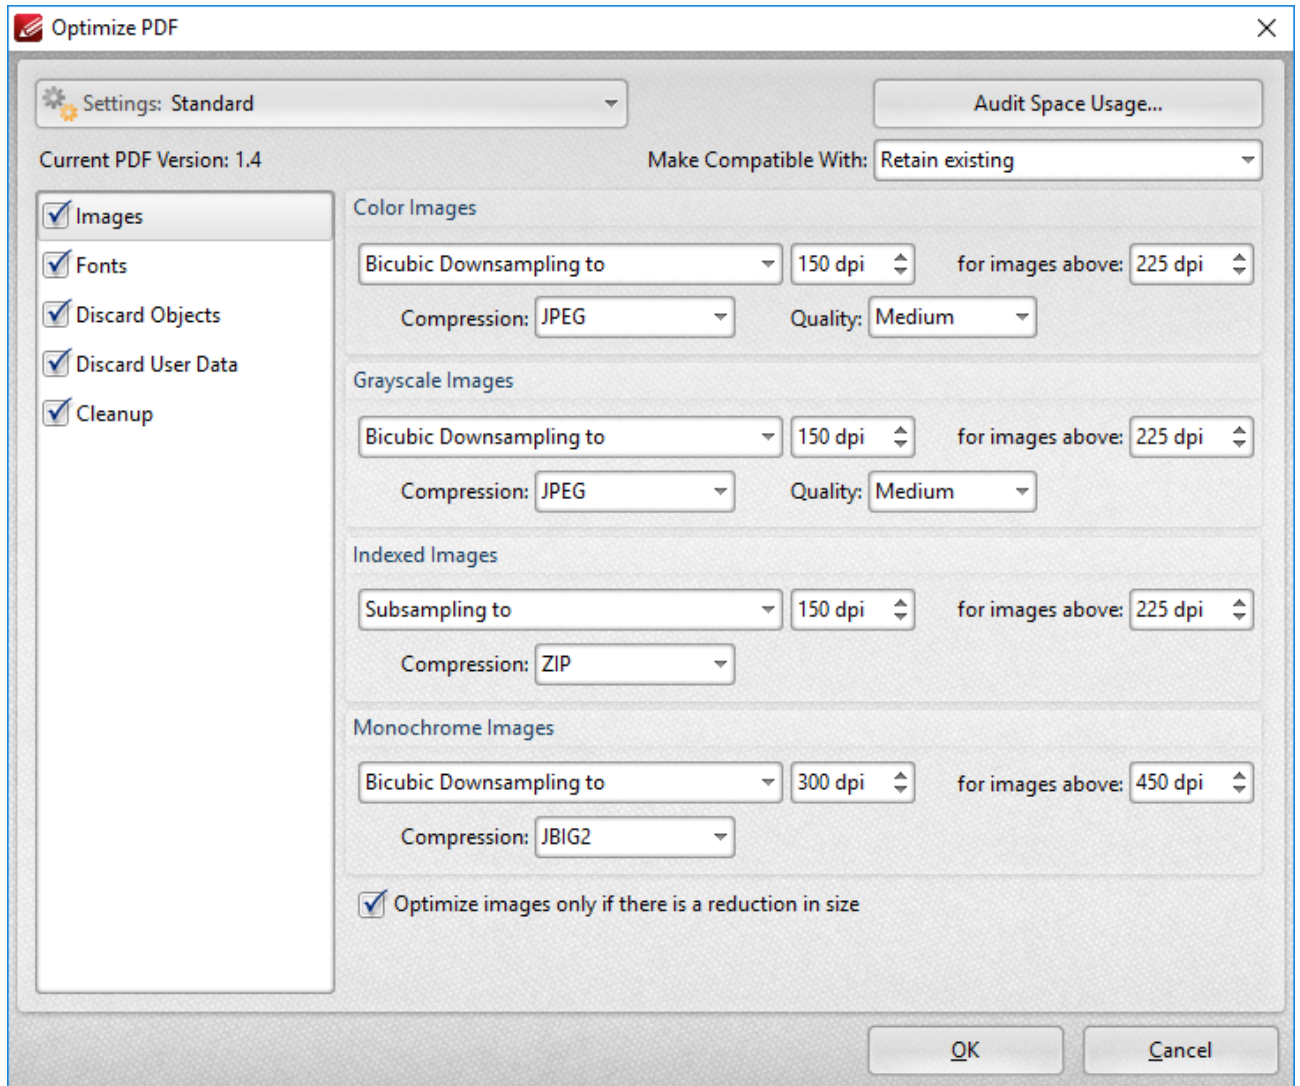 Optimize PDF
Settings: Standard
Audit Space Usage...
Current PDF Version: 1.4
Make Compatible With: Retain existing
Images
Fonts
Discard Objects
Discard User Data
Cleanup
Color Images
Bicubic Downsampling to 150 dpi for images above: 225 dpi
Compression: JPEG Quality: Medium
Grayscale Images
Bicubic Downsampling to 150 dpi for images above: 225 dpi
Compression: JPEG Quality: Medium
Indexed Images
Subsampling to 150 dpi for images above: 225 dpi
Compression: ZIP
Monochrome Images
Bicubic Downsampling to 300 dpi for images above: 450 dpi
Compression: JBIG2
Optimize images only if there is a reduction in size
OK Cancel